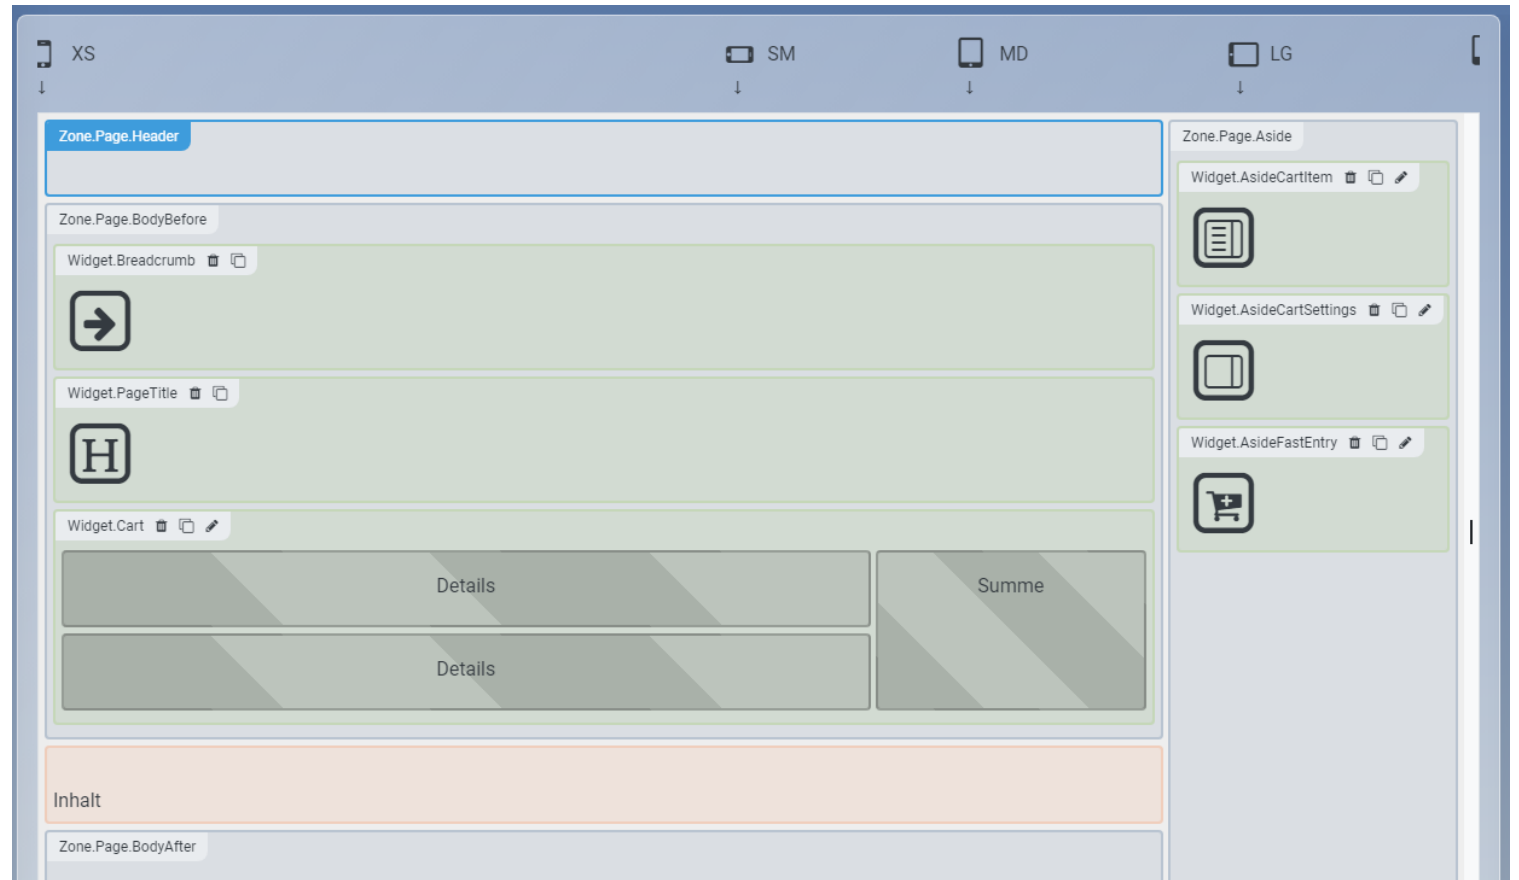 XS
SM
MD
LG
Zone.Page.Header
Zone.Page.BodyBefore
Widget.Breadcrumb
Widget.PageTitle
H
Widget.Cart
Details
Summe
Details
Inhalt
Zone.Page.BodyAfter
Zone.Page.Aside
Widget.AsideCartItem
Widget.AsideCartSettings
Widget.AsideFastEntry